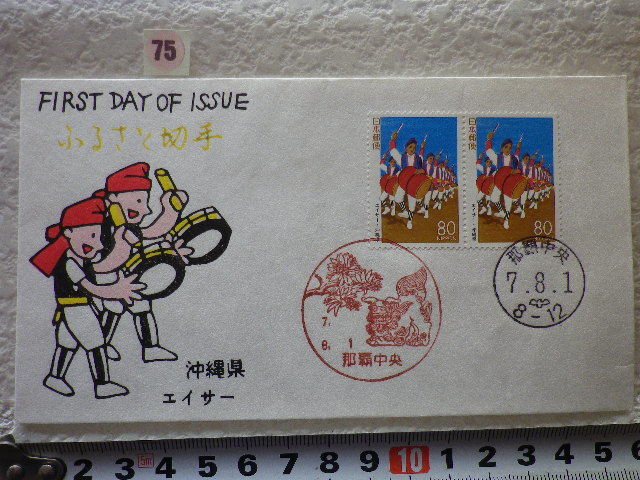 75
FIRST DAY OF ISSUE
ふるさと切手
日本郵便
日本郵便
80
NIPPON
80
NIPPON
那覇中央
7.8.1
8-12
7.
8.1
那覇中央
沖縄県
エイサー
2 3 5m 4 5 6 7 8 9 10 1 2 3 4 5 6